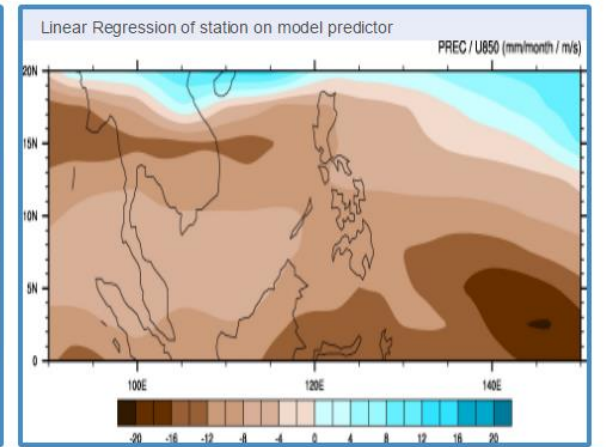 Linear Regression of station on model predictor
PREC / U850 (mm/month / m/s)
20N
15N
10N
5N
0
100E 120E 140E
-20 -16 -12 -8 -4 0 4 8 12 16 20